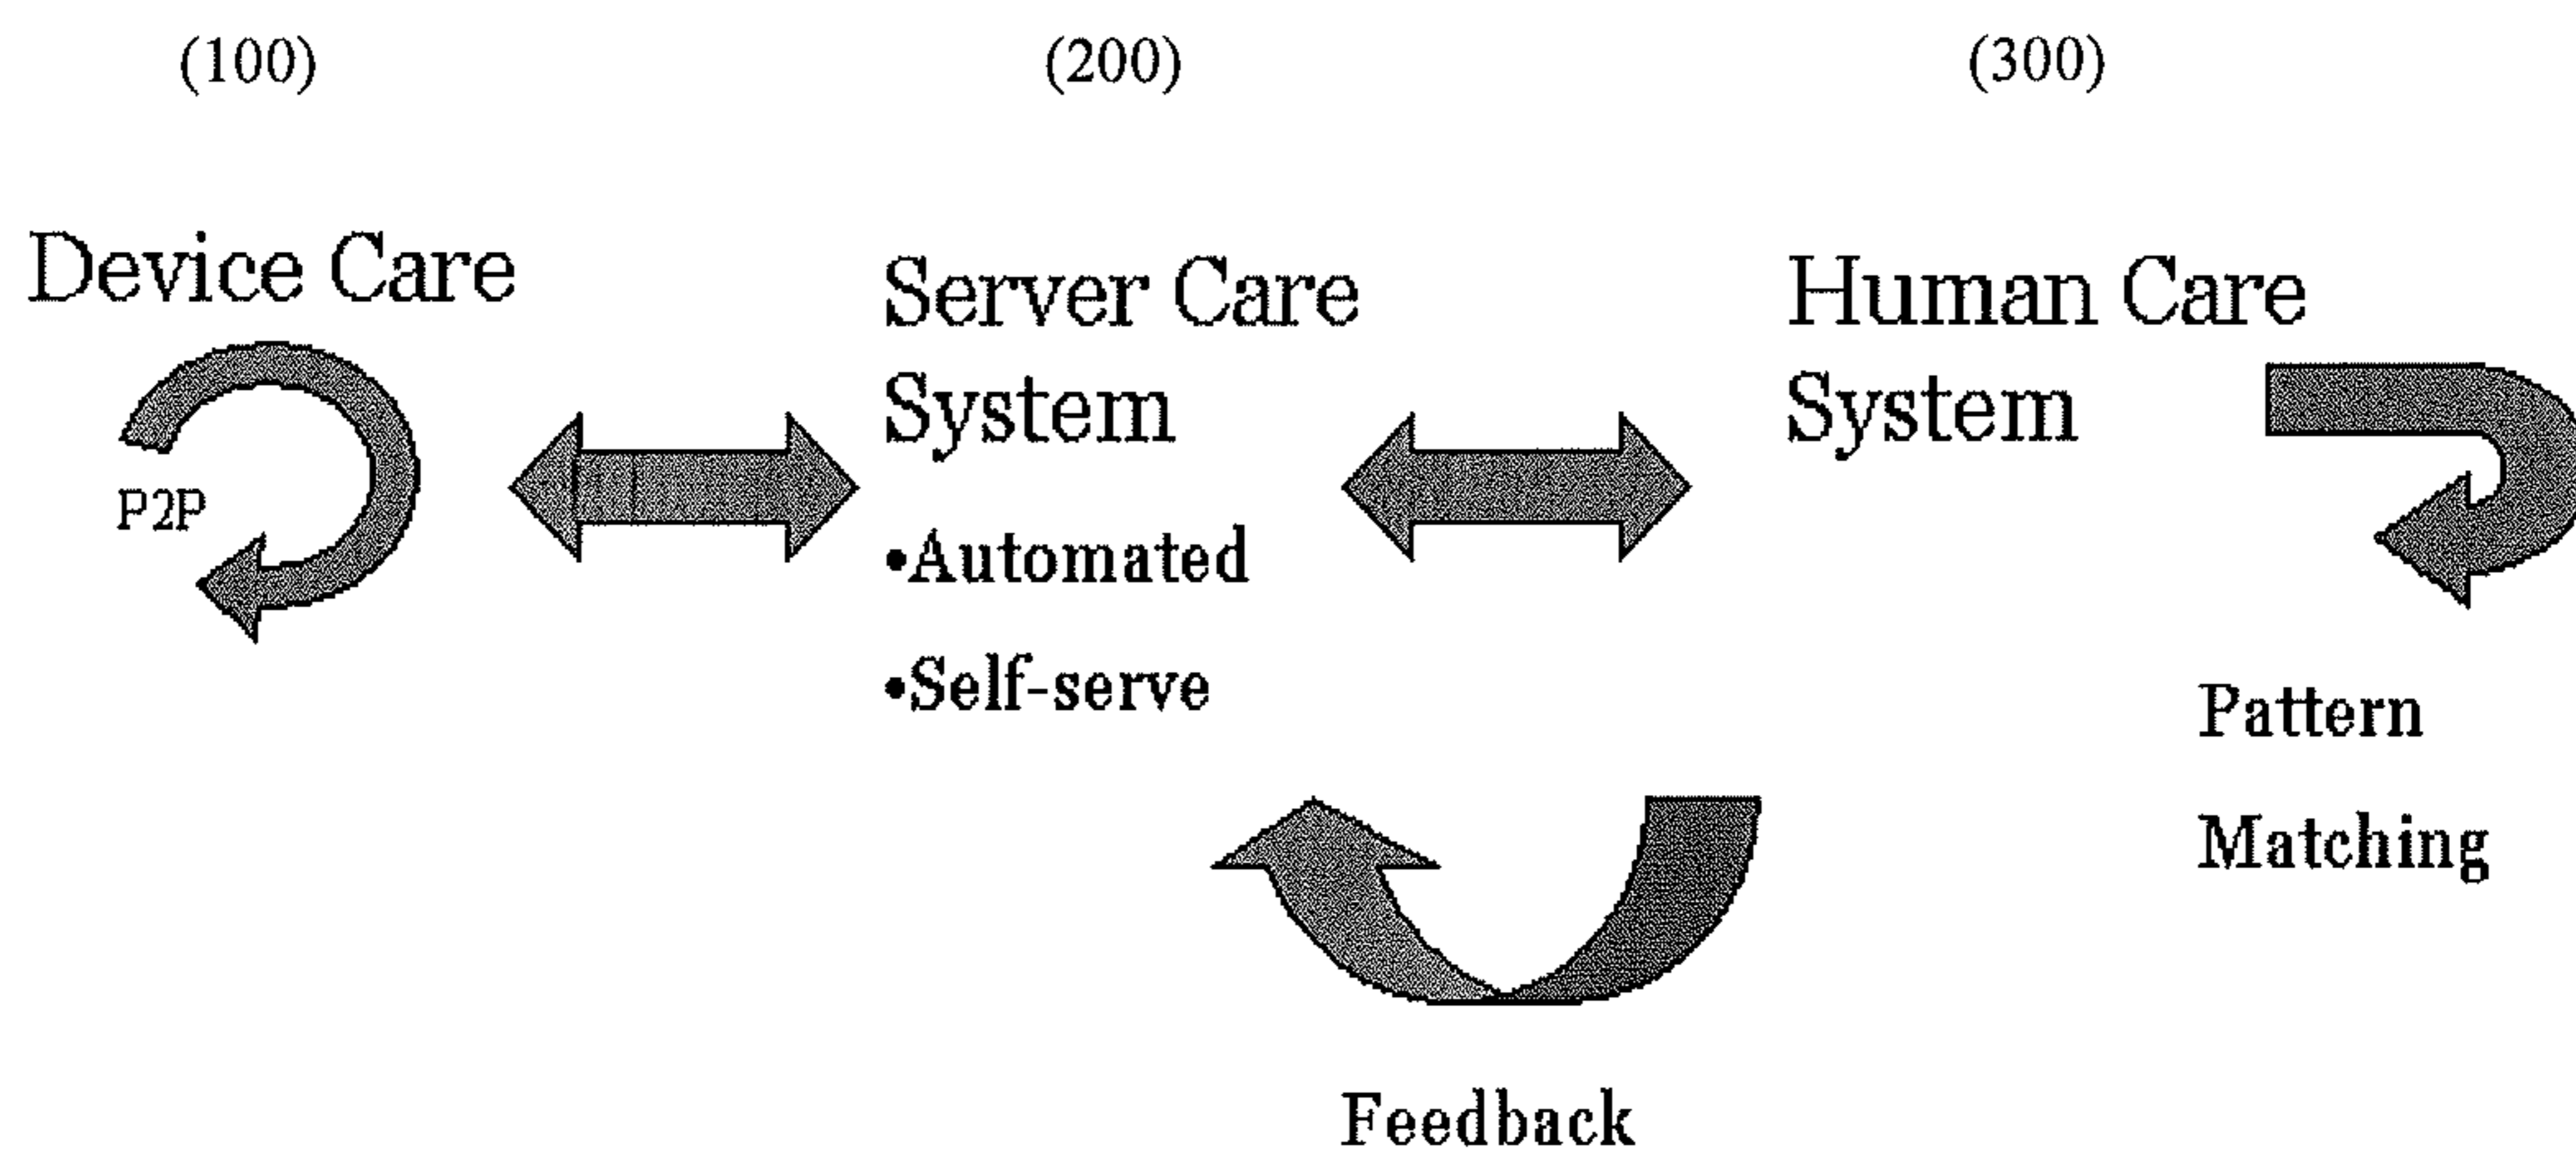 (100)
(200)
(300)
Device Care
P2P
Server Care
System
•Automated
•Self-serve
Human Care
System
Pattern
Matching
Feedback